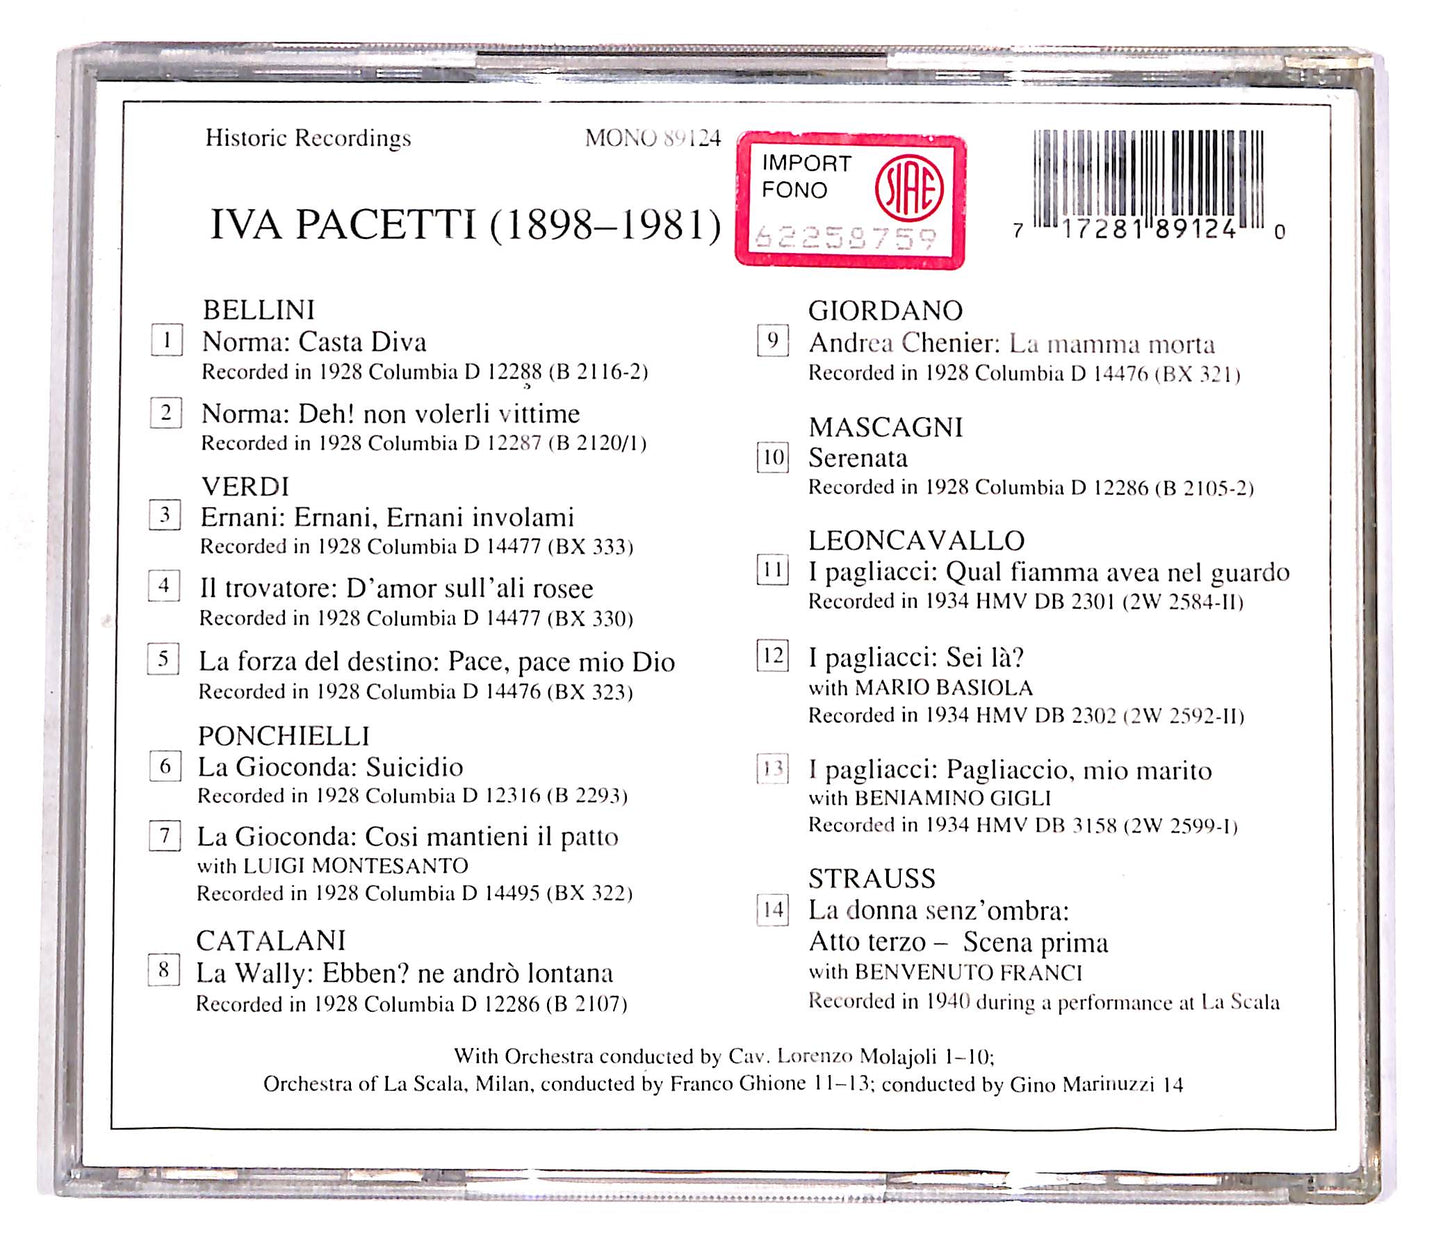 Historic Recordings
MONO 89124
IMPORT
FONO
SIAE
62258759
7 17281 89124 0
IVA PACETTI (1898–1981)
BELLINI
1 Norma: Casta Diva
Recorded in 1928 Columbia D 12288 (B 2116-2)
2 Norma: Deh! non volerli vittime
Recorded in 1928 Columbia D 12287 (B 2120/1)
VERDI
3 Ernani: Ernani, Ernani involami
Recorded in 1928 Columbia D 14477 (BX 333)
4 Il trovatore: D'amor sull'ali rosee
Recorded in 1928 Columbia D 14477 (BX 330)
5 La forza del destino: Pace, pace mio Dio
Recorded in 1928 Columbia D 14476 (BX 323)
PONCHIELLI
6 La Gioconda: Suicidio
Recorded in 1928 Columbia D 12316 (B 2293)
7 La Gioconda: Cosi mantieni il patto
with LUIGI MONTESANTO
Recorded in 1928 Columbia D 14495 (BX 322)
CATALANI
8 La Wally: Ebben? ne andrò lontana
Recorded in 1928 Columbia D 12286 (B 2107)
GIORDANO
9 Andrea Chenier: La mamma morta
Recorded in 1928 Columbia D 14476 (BX 321)
MASCAGNI
10 Serenata
Recorded in 1928 Columbia D 12286 (B 2105-2)
LEONCAVALLO
11 I pagliacci: Qual fiamma avea nel guardo
Recorded in 1934 HMV DB 2301 (2W 2584-II)
12 I pagliacci: Sei là?
with MARIO BASIOLA
Recorded in 1934 HMV DB 2302 (2W 2592-II)
13 I pagliacci: Pagliaccio, mio marito
with BENIAMINO GIGLI
Recorded in 1934 HMV DB 3158 (2W 2599-I)
STRAUSS
14 La donna senz'ombra:
Atto terzo – Scena prima
with BENVENUTO FRANCI
Recorded in 1940 during a performance at La Scala
With Orchestra conducted by Cav. Lorenzo Molajoli 1–10;
Orchestra of La Scala, Milan, conducted by Franco Ghione 11–13; conducted by Gino Marinuzzi 14